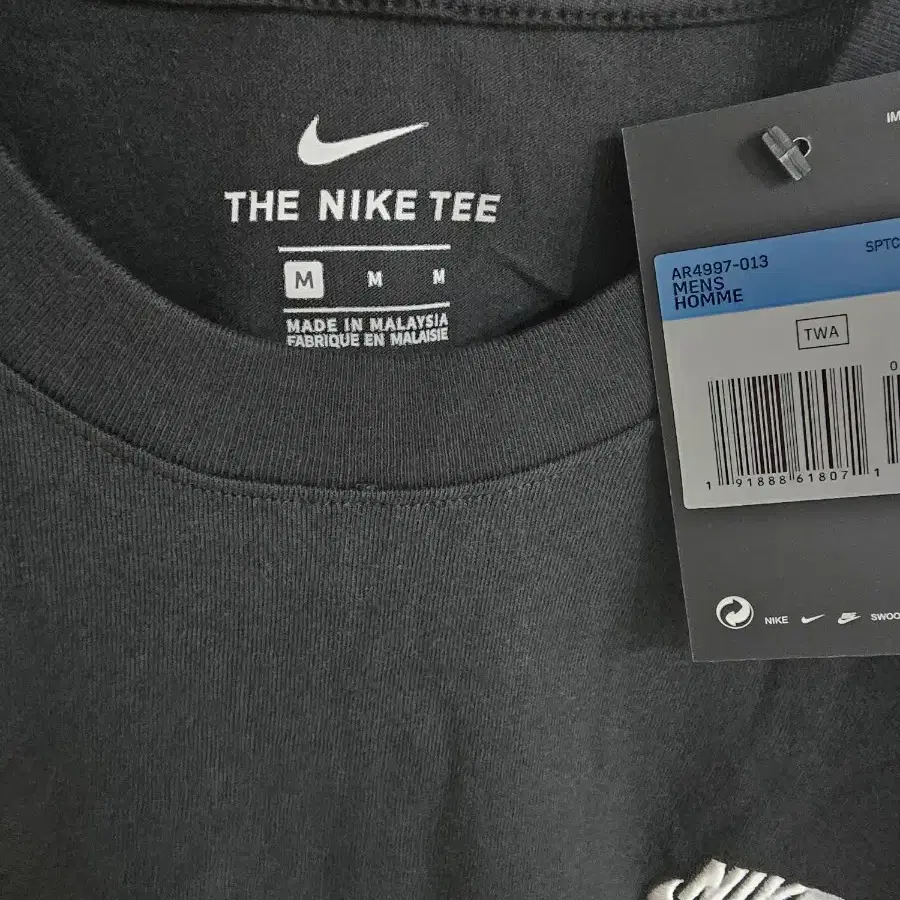 THE NIKE TEE
M M M
MADE IN MALAYSIA
FABRIQUE EN MALAISIE
AR4997-013
MENS
HOMME
TWA
1 91888 61807 1
NIKE
NIK